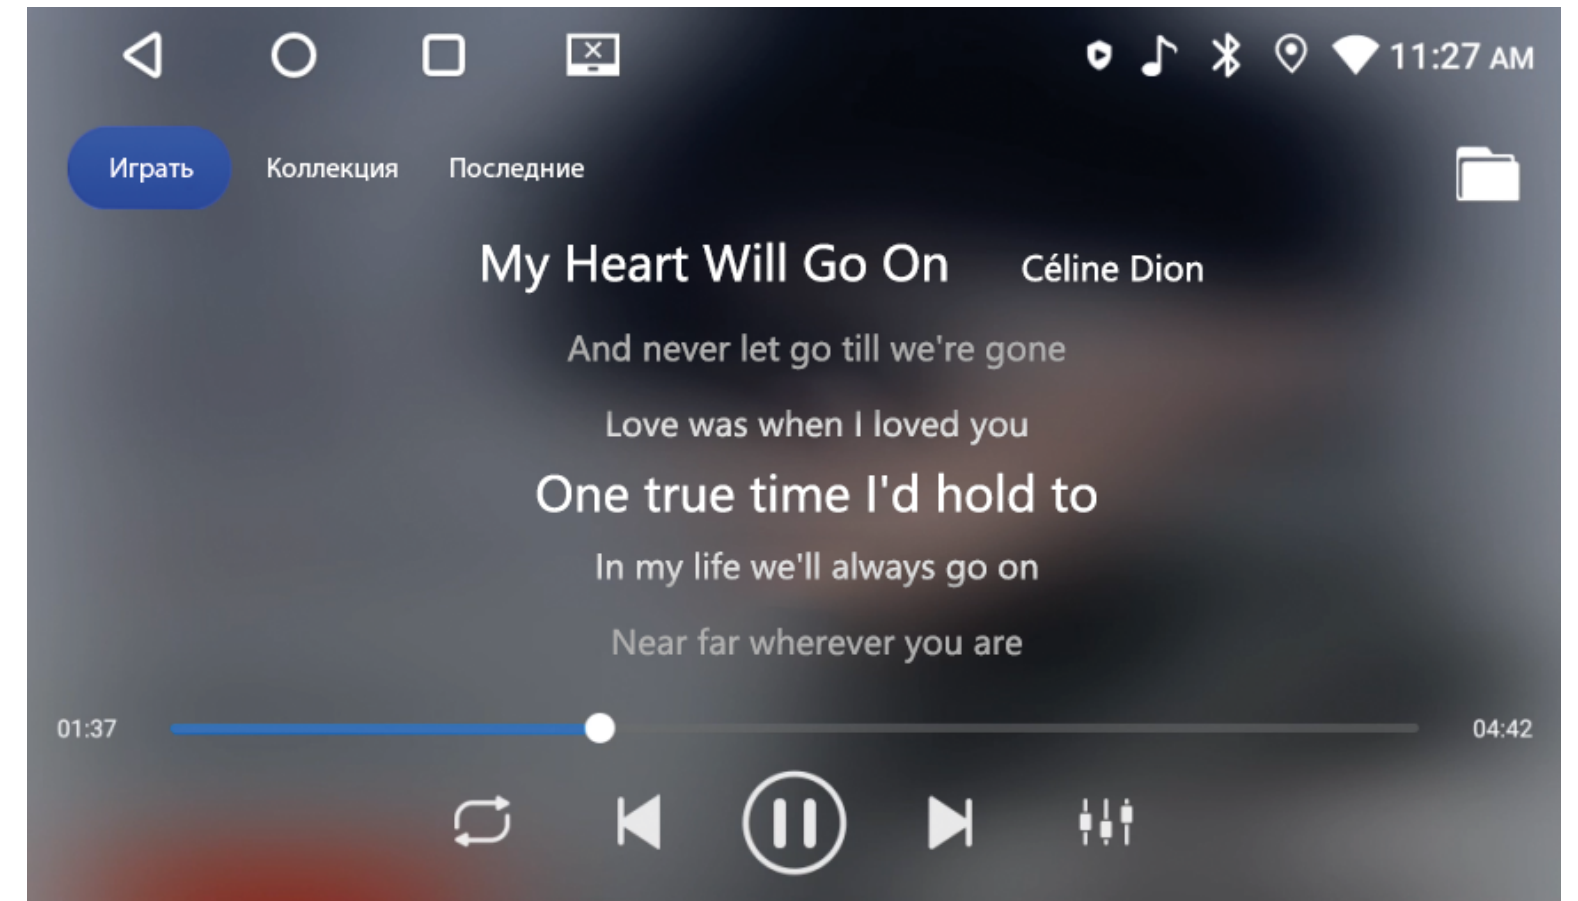 11:27 AM
Играть Коллекция Последние
My Heart Will Go On Céline Dion
And never let go till we're gone
Love was when I loved you
One true time I'd hold to
In my life we'll always go on
Near far wherever you are
01:37 04:42